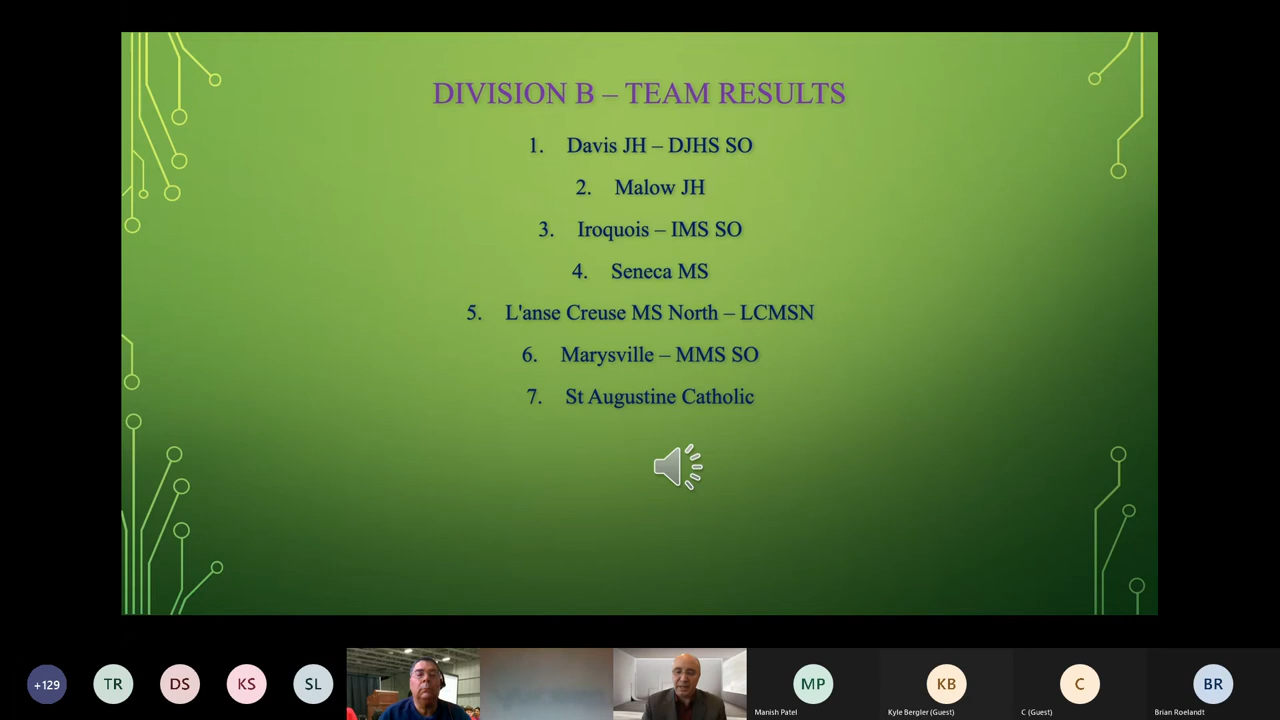 DIVISION B – TEAM RESULTS
1. Davis JH – DJHS SO
2. Malow JH
3. Iroquois – IMS SO
4. Seneca MS
5. L'anse Creuse MS North – LCMSN
6. Marysville – MMS SO
7. St Augustine Catholic
+129 TR DS KS SL MP KB C BR
Manish Patel Kyle Bergler (Guest) C (Guest) Brian Roelandt